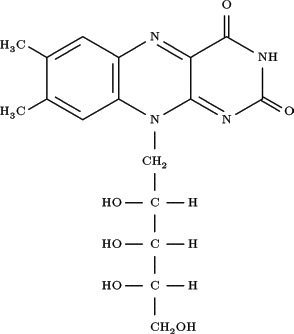 O
H₃C N NH
H₃C N N O
CH₂
HO C H
HO C H
HO C H
CH₂OH